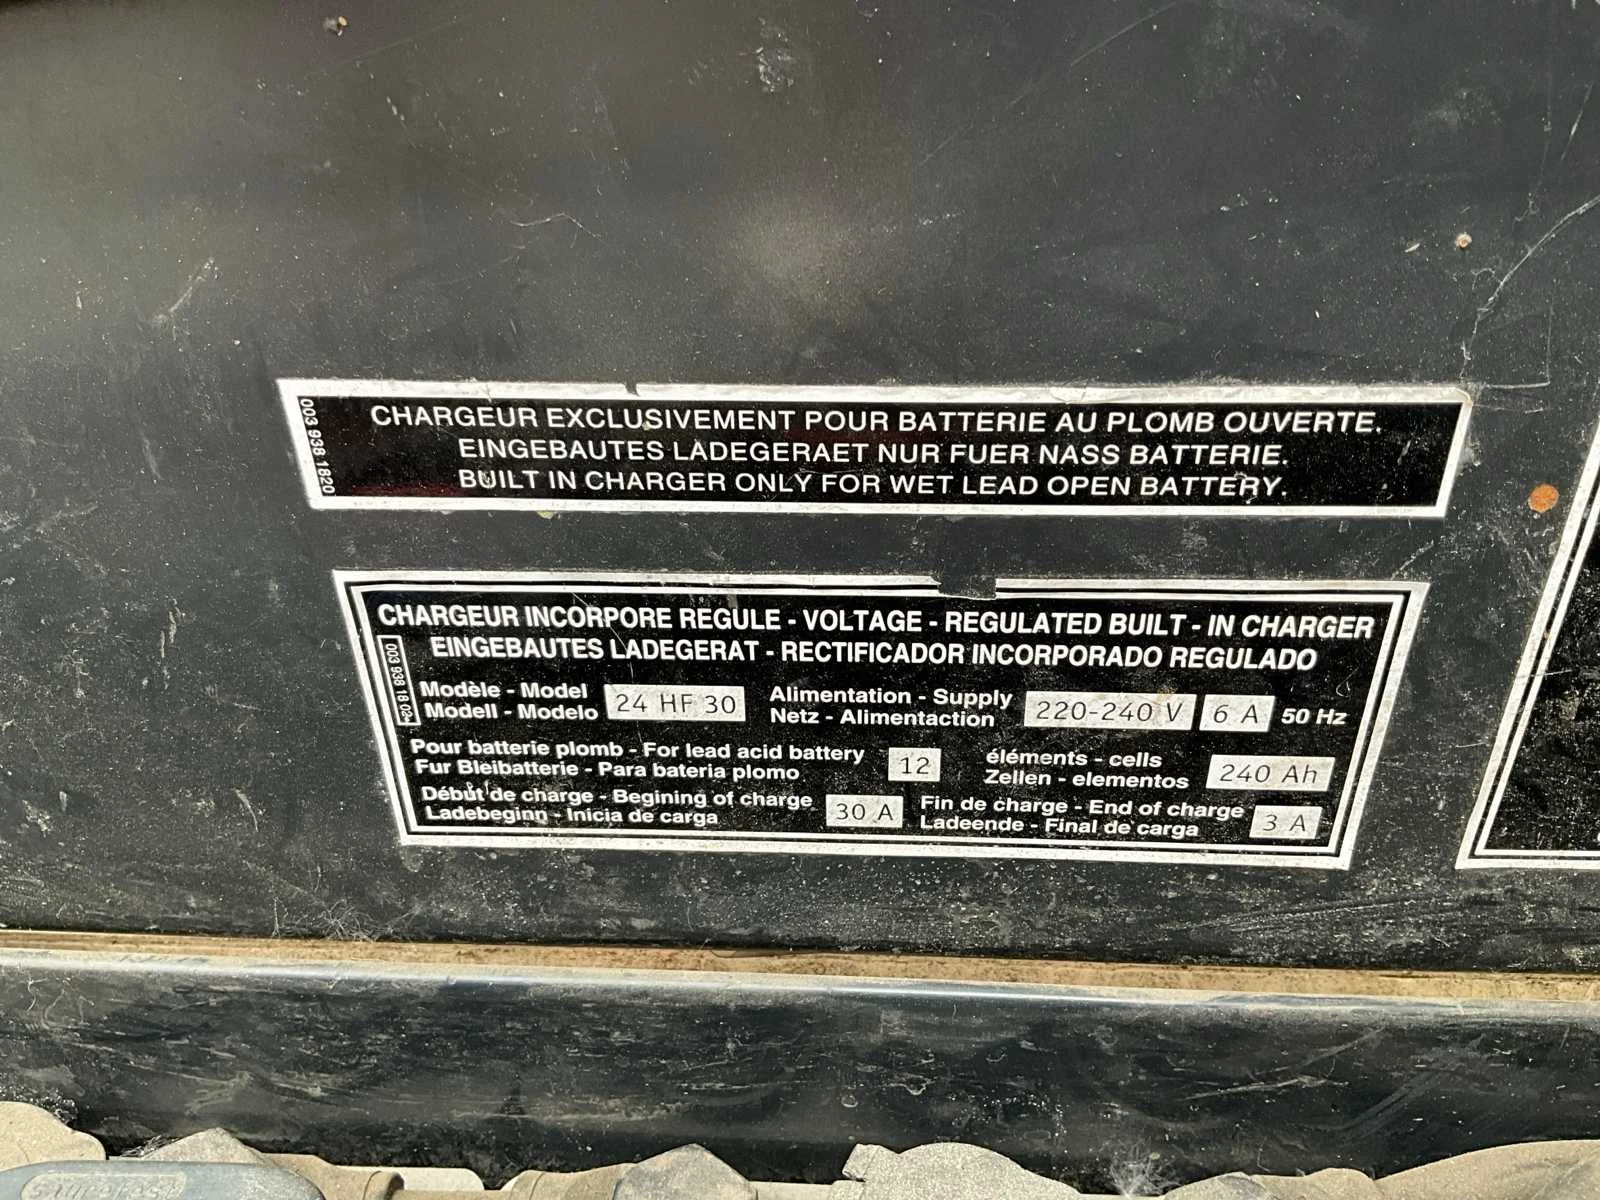 003 938 1820
CHARGEUR EXCLUSIVEMENT POUR BATTERIE AU PLOMB OUVERTE.
EINGEBAUTES LADEGERAET NUR FUER NASS BATTERIE.
BUILT IN CHARGER ONLY FOR WET LEAD OPEN BATTERY.
CHARGEUR INCORPORE REGULE - VOLTAGE - REGULATED BUILT - IN CHARGER
EINGEBAUTES LADEGERAT - RECTIFICADOR INCORPORADO REGULADO
003 938 18 02
Modèle - Model
Modell - Modelo
24 HF 30
Alimentation - Supply
Netz - Alimentaction
220-240 V
6 A
50 Hz
Pour batterie plomb - For lead acid battery
Fur Bleibatterie - Para bateria plomo
12
éléments - cells
Zellen - elementos
240 Ah
Début de charge - Begining of charge
Ladebeginn - Inicia de carga
30 A
Fin de charge - End of charge
Ladeende - Final de carga
3 A